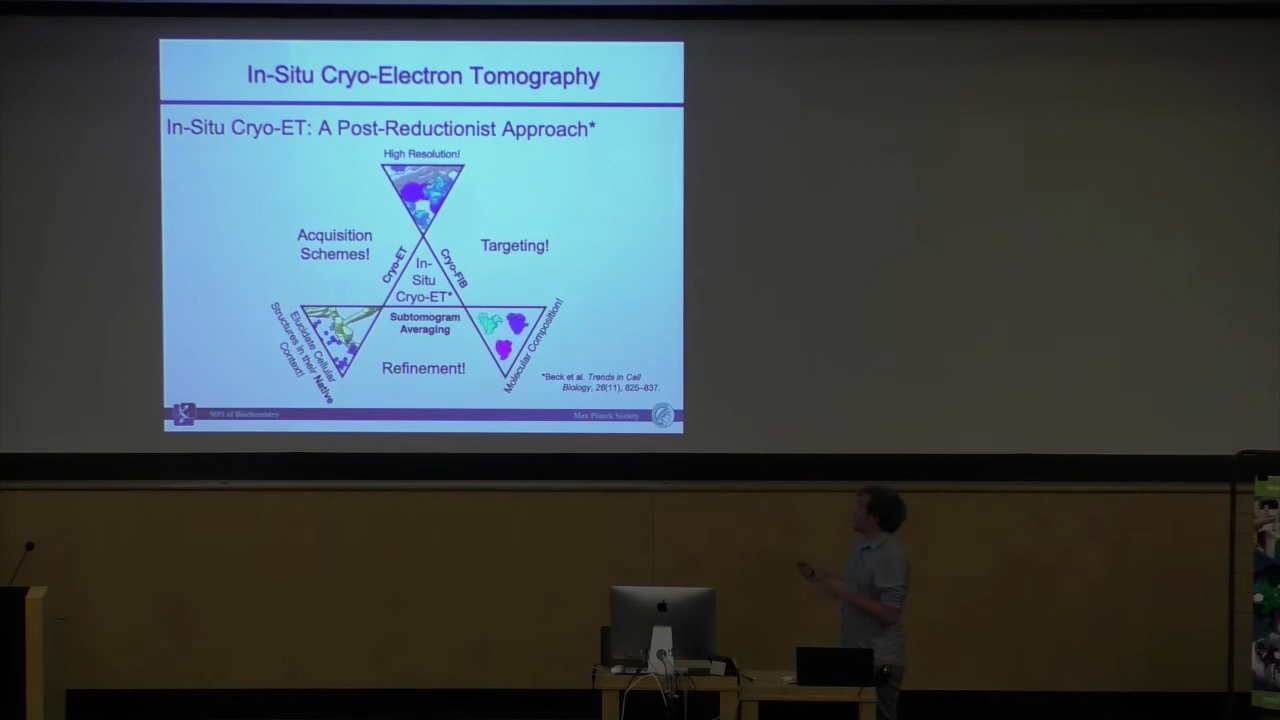 In-Situ Cryo-Electron Tomography
In-Situ Cryo-ET: A Post-Reductionist Approach*
High Resolution!
Acquisition
Schemes!
Targeting!
Cryo-ET
Cryo-FIB
In-
Situ
Cryo-ET*
Subtomogram
Averaging
Elucidate Cellular
Structures in their Native
Context!
Molecular Composition!
Refinement!
*Beck et al. Trends in Cell
Biology, 26(11), 825–837.
MPI of Biochemistry
Max Planck Society